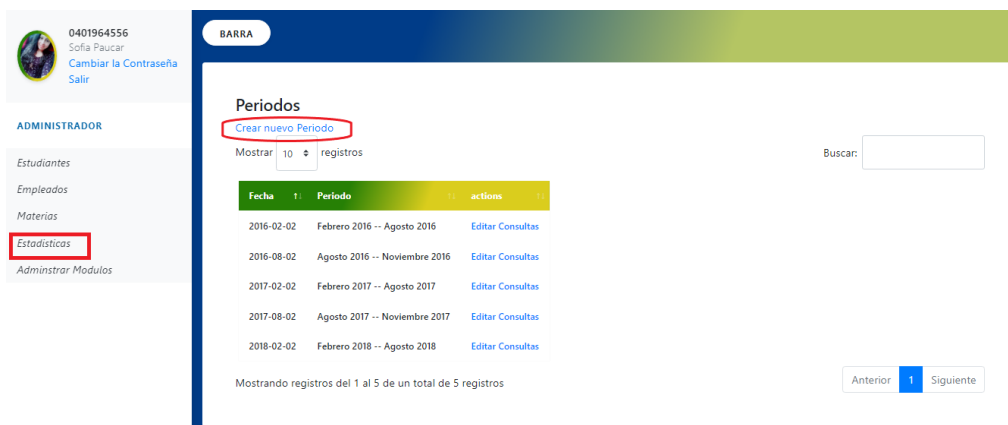 0401964556
Sofia Paucar
Cambiar la Contraseña
Salir
ADMINISTRADOR
Estudiantes
Empleados
Materias
Estadísticas
Adminstrar Modulos
BARRA
Periodos
Crear nuevo Periodo
Mostrar 10 registros
Buscar:
Fecha Periodo actions
2016-02-02 Febrero 2016 -- Agosto 2016 Editar Consultas
2016-08-02 Agosto 2016 -- Noviembre 2016 Editar Consultas
2017-02-02 Febrero 2017 -- Agosto 2017 Editar Consultas
2017-08-02 Agosto 2017 -- Noviembre 2017 Editar Consultas
2018-02-02 Febrero 2018 -- Agosto 2018 Editar Consultas
Mostrando registros del 1 al 5 de un total de 5 registros
Anterior 1 Siguiente